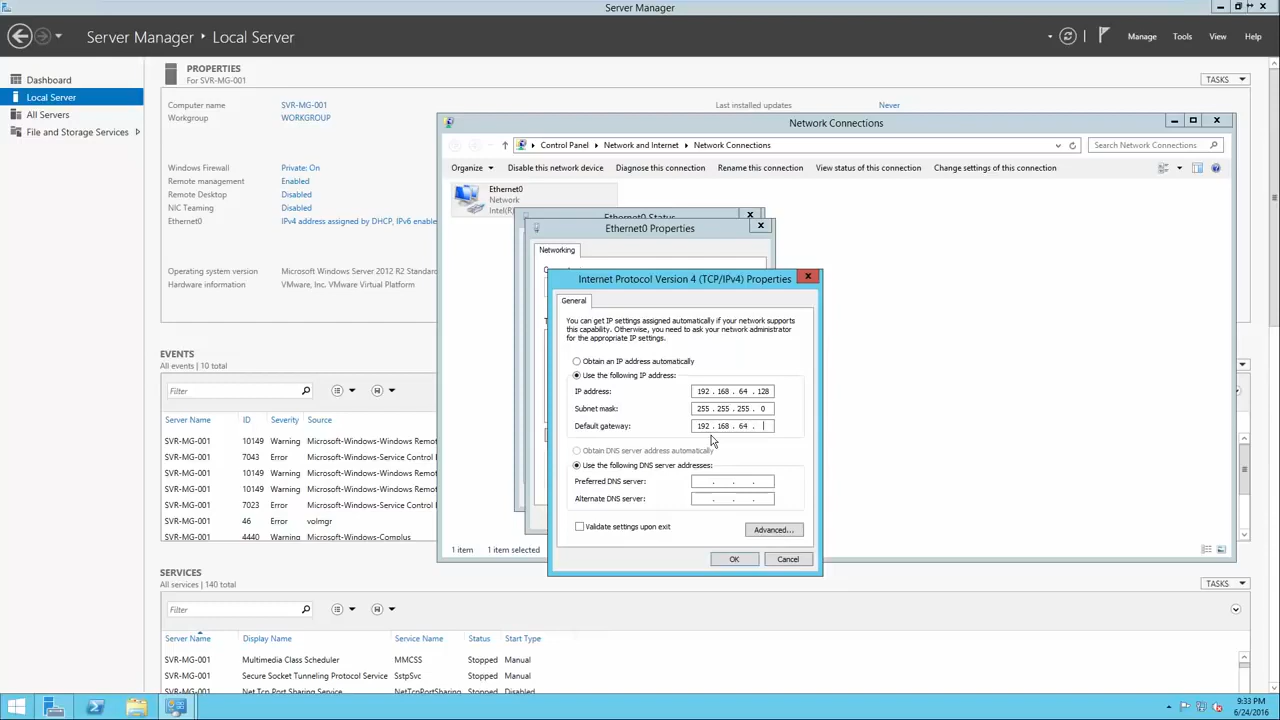 Server Manager
Server Manager · Local Server
Manage
Tools
View
Help
Dashboard
Local Server
All Servers
File and Storage Services
PROPERTIES
For SVR-MG-001
TASKS
Computer name
SVR-MG-001
Last installed updates
Never
Workgroup
WORKGROUP
Windows Firewall
Private: On
Remote management
Enabled
Remote Desktop
Disabled
NIC Teaming
Disabled
Ethernet0
IPv4 address assigned by DHCP, IPv6 enable
Operating system version
Microsoft Windows Server 2012 R2 Standard
Hardware information
VMware, Inc. VMware Virtual Platform
Network Connections
Control Panel
Network and Internet
Network Connections
Search Network Connections
Organize
Disable this network device
Diagnose this connection
Rename this connection
View status of this connection
Change settings of this connection
Ethernet0
Network
Intel(R)
Ethernet0 Status
Ethernet0 Properties
Networking
Internet Protocol Version 4 (TCP/IPv4) Properties
General
You can get IP settings assigned automatically if your network supports
this capability. Otherwise, you need to ask your network administrator
for the appropriate IP settings.
Obtain an IP address automatically
Use the following IP address:
IP address:
192 . 168 . 64 . 128
Subnet mask:
255 . 255 . 255 . 0
Default gateway:
192 . 168 . 64 .
Obtain DNS server address automatically
Use the following DNS server addresses:
Preferred DNS server:
. . .
Alternate DNS server:
. . .
Validate settings upon exit
Advanced...
OK
Cancel
1 item
1 item selected
EVENTS
All events | 10 total
Filter
Server Name
ID
Severity
Source
SVR-MG-001
10149
Warning
Microsoft-Windows-Windows Remot
SVR-MG-001
7043
Error
Microsoft-Windows-Service Control
SVR-MG-001
10149
Warning
Microsoft-Windows-Windows Remot
SVR-MG-001
10149
Warning
Microsoft-Windows-Windows Remot
SVR-MG-001
7023
Error
Microsoft-Windows-Service Control
SVR-MG-001
46
Error
volmgr
SVR-MG-001
4440
Warning
Microsoft-Windows-Complus
SERVICES
All services | 140 total
TASKS
Filter
Server Name
Display Name
Service Name
Status
Start Type
SVR-MG-001
Multimedia Class Scheduler
MMCSS
Stopped
Manual
SVR-MG-001
Secure Socket Tunneling Protocol Service
SstpSvc
Stopped
Manual
SVR-MG-001
Net.Tcp Port Sharing Service
NetTcpPortSharing
Stopped
Disabled
9:33 PM
6/24/2016